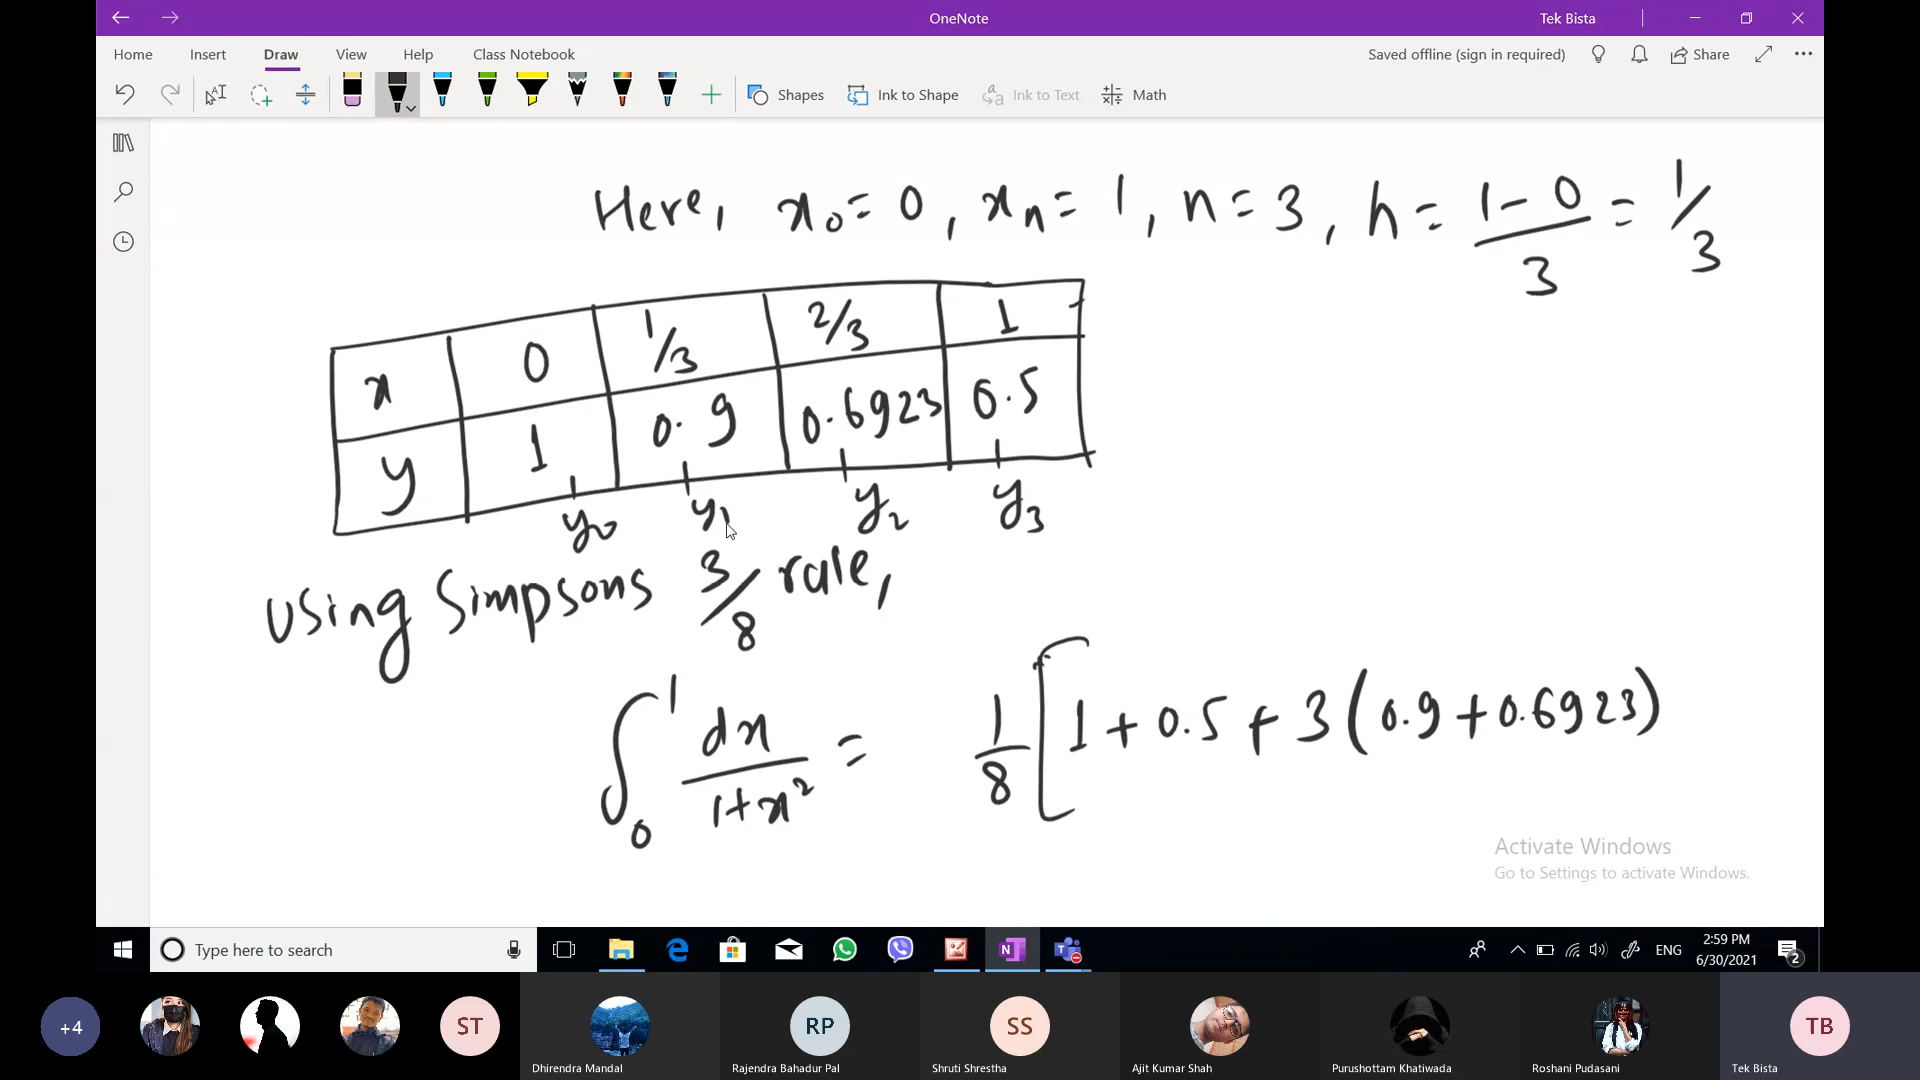 OneNote
Tek Bista
Home Insert Draw View Help Class Notebook
Saved offline (sign in required) Share
Shapes Ink to Shape Ink to Text Math
Here, x₀ = 0, xₙ = 1, n = 3, h = (1-0)/3 = 1/3
x 0 1/3 2/3 1
y 1 0.9 0.6923 0.5
y₀ y₁ y₂ y₃
Using Simpsons 3/8 rule,
∫₀¹ dx/(1+x²) = 1/8 [1 + 0.5 + 3(0.9+0.6923)
Activate Windows
Go to Settings to activate Windows.
Type here to search
ENG
2:59 PM
6/30/2021
2
+4 ST RP SS TB
Dhirendra Mandal Rajendra Bahadur Pal Shruti Shrestha Ajit Kumar Shah Purushottam Khatiwada Roshani Pudasani Tek Bista